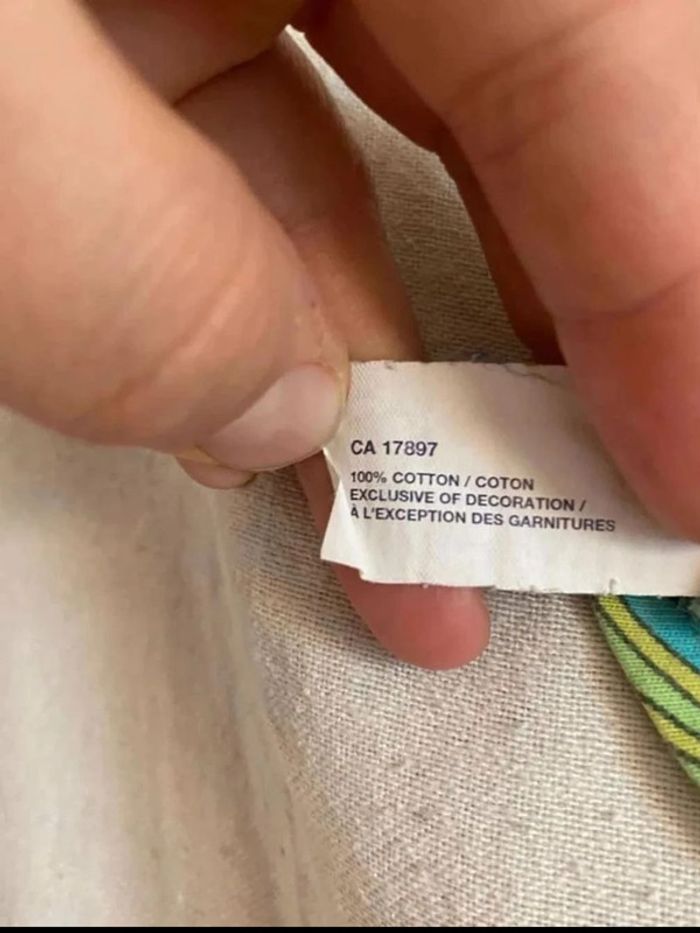 CA 17897
100% COTTON / COTON
EXCLUSIVE OF DECORATION /
À L'EXCEPTION DES GARNITURES